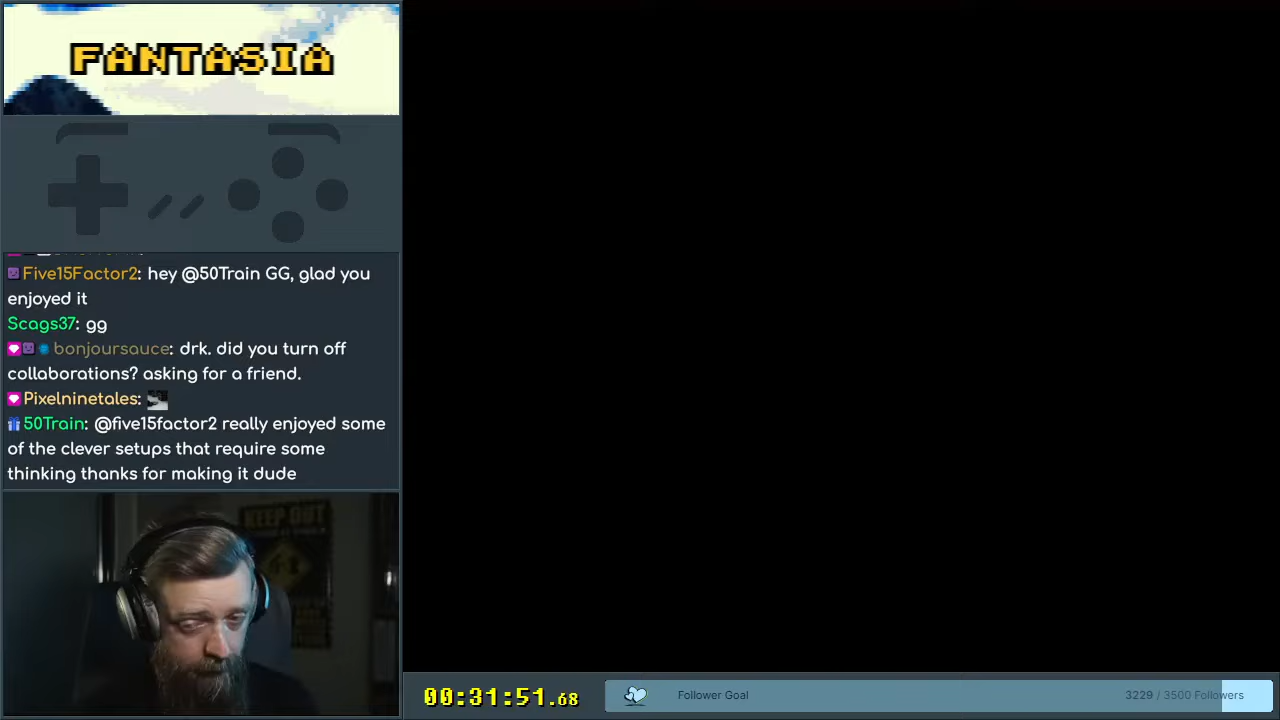 FANTASIA
Five15Factor2: hey @50Train GG, glad you
enjoyed it
Scags37: gg
bonjoursauce: drk. did you turn off
collaborations? asking for a friend.
Pixelninetales:
50Train: @five15factor2 really enjoyed some
of the clever setups that require some
thinking thanks for making it dude
KEEP OUT
00:31:51.68
Follower Goal
3229 / 3500 Followers